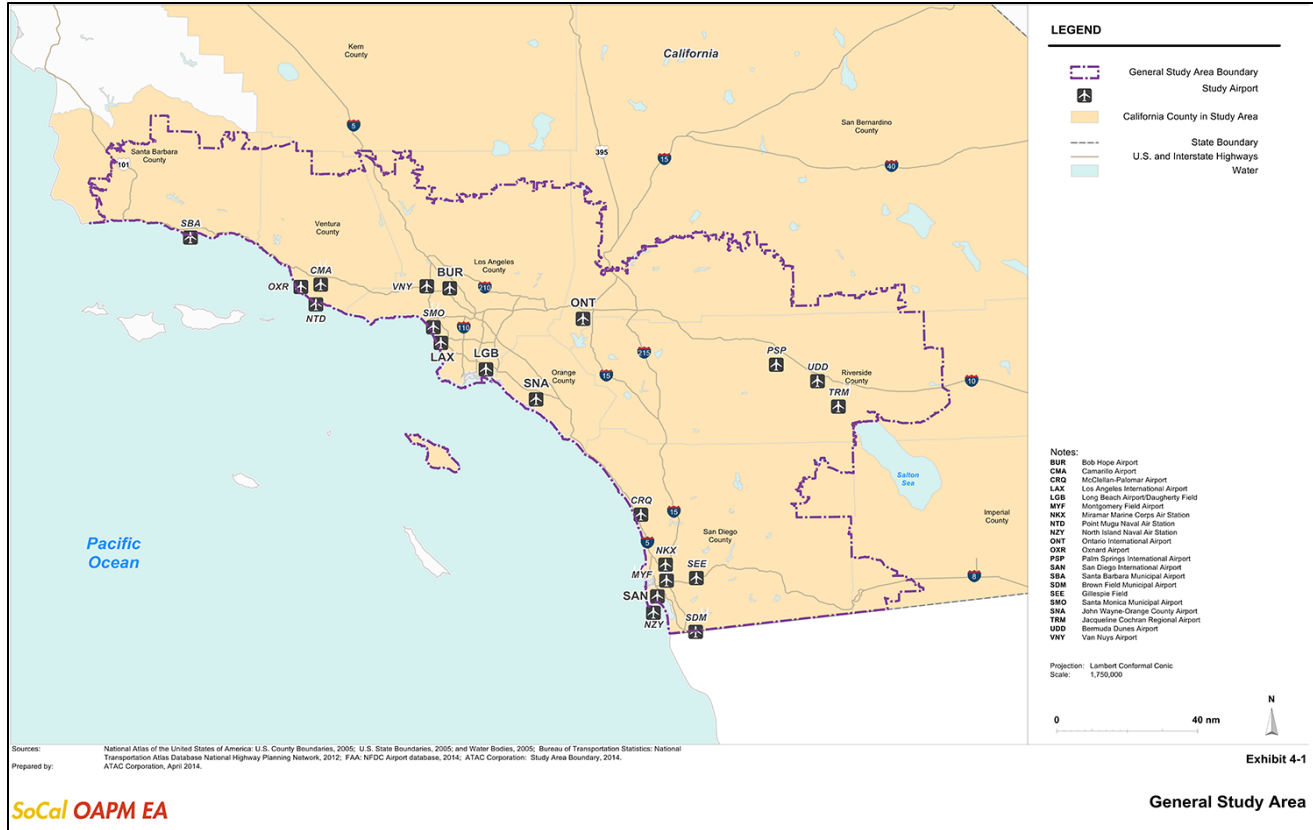 Kern
County
California
LEGEND
General Study Area Boundary
Study Airport
California County in Study Area
State Boundary
U.S. and Interstate Highways
Water
5
395
15
San Bernardino
County
40
Santa Barbara
County
101
SBA
Ventura
County
Los Angeles
County
CMA
OXR
NTD
VNY
BUR
210
ONT
SMO
110
LAX
LGB
215
SNA
Orange
County
15
PSP
UDD
Riverside
County
TRM
10
Salton
Sea
CRQ
15
San Diego
County
Imperial
County
5
NKX
SEE
MYF
8
SAN
NZY
SDM
Pacific
Ocean
Notes:
BUR Bob Hope Airport
CMA Camarillo Airport
CRQ McClellan-Palomar Airport
LAX Los Angeles International Airport
LGB Long Beach Airport/Daugherty Field
MYF Montgomery Field Airport
NKX Miramar Marine Corps Air Station
NTD Point Mugu Naval Air Station
NZY North Island Naval Air Station
ONT Ontario International Airport
OXR Oxnard Airport
PSP Palm Springs International Airport
SAN San Diego International Airport
SBA Santa Barbara Municipal Airport
SDM Brown Field Municipal Airport
SEE Gillespie Field
SMO Santa Monica Municipal Airport
SNA John Wayne-Orange County Airport
TRM Jacqueline Cochran Regional Airport
UDD Bermuda Dunes Airport
VNY Van Nuys Airport
Projection: Lambert Conformal Conic
Scale: 1,750,000
N
0 40 nm
Sources: National Atlas of the United States of America: U.S. County Boundaries, 2005; U.S. State Boundaries, 2005; and Water Bodies, 2005; Bureau of Transportation Statistics: National
Transportation Atlas Database National Highway Planning Network, 2012; FAA: NFDC Airport database, 2014; ATAC Corporation: Study Area Boundary, 2014.
Prepared by: ATAC Corporation, April 2014.
Exhibit 4-1
SoCal OAPM EA
General Study Area